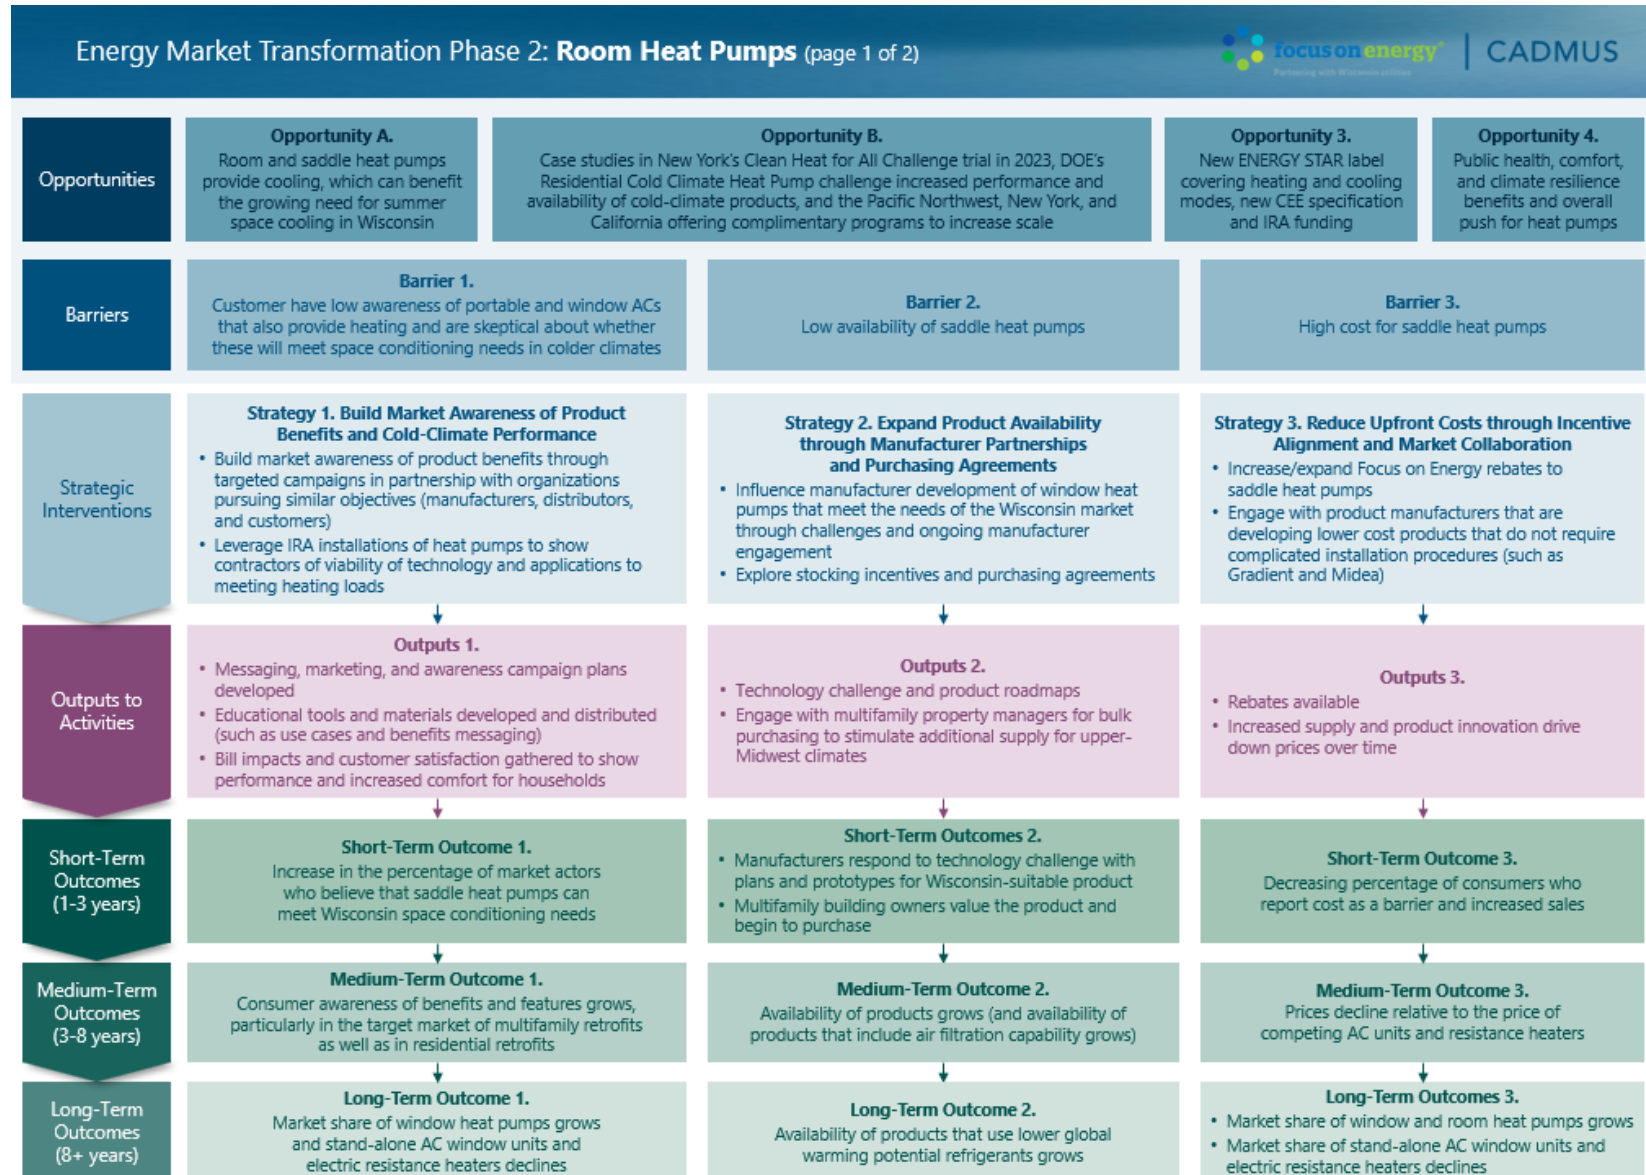 Energy Market Transformation Phase 2: Room Heat Pumps (page 1 of 2)
focus on energy®
Partnering with Wisconsin utilities
CADMUS
Opportunities
Opportunity A.
Room and saddle heat pumps
provide cooling, which can benefit
the growing need for summer
space cooling in Wisconsin
Opportunity B.
Case studies in New York's Clean Heat for All Challenge trial in 2023, DOE's
Residential Cold Climate Heat Pump challenge increased performance and
availability of cold-climate products, and the Pacific Northwest, New York, and
California offering complimentary programs to increase scale
Opportunity 3.
New ENERGY STAR label
covering heating and cooling
modes, new CEE specification
and IRA funding
Opportunity 4.
Public health, comfort,
and climate resilience
benefits and overall
push for heat pumps
Barriers
Barrier 1.
Customer have low awareness of portable and window ACs
that also provide heating and are skeptical about whether
these will meet space conditioning needs in colder climates
Barrier 2.
Low availability of saddle heat pumps
Barrier 3.
High cost for saddle heat pumps
Strategic
Interventions
Strategy 1. Build Market Awareness of Product
Benefits and Cold-Climate Performance
• Build market awareness of product benefits through
targeted campaigns in partnership with organizations
pursuing similar objectives (manufacturers, distributors,
and customers)
• Leverage IRA installations of heat pumps to show
contractors of viability of technology and applications to
meeting heating loads
Strategy 2. Expand Product Availability
through Manufacturer Partnerships
and Purchasing Agreements
• Influence manufacturer development of window heat
pumps that meet the needs of the Wisconsin market
through challenges and ongoing manufacturer
engagement
• Explore stocking incentives and purchasing agreements
Strategy 3. Reduce Upfront Costs through Incentive
Alignment and Market Collaboration
• Increase/expand Focus on Energy rebates to
saddle heat pumps
• Engage with product manufacturers that are
developing lower cost products that do not require
complicated installation procedures (such as
Gradient and Midea)
Outputs to
Activities
Outputs 1.
• Messaging, marketing, and awareness campaign plans
developed
• Educational tools and materials developed and distributed
(such as use cases and benefits messaging)
• Bill impacts and customer satisfaction gathered to show
performance and increased comfort for households
Outputs 2.
• Technology challenge and product roadmaps
• Engage with multifamily property managers for bulk
purchasing to stimulate additional supply for upper-
Midwest climates
Outputs 3.
• Rebates available
• Increased supply and product innovation drive
down prices over time
Short-Term
Outcomes
(1-3 years)
Short-Term Outcome 1.
Increase in the percentage of market actors
who believe that saddle heat pumps can
meet Wisconsin space conditioning needs
Short-Term Outcomes 2.
• Manufacturers respond to technology challenge with
plans and prototypes for Wisconsin-suitable product
• Multifamily building owners value the product and
begin to purchase
Short-Term Outcome 3.
Decreasing percentage of consumers who
report cost as a barrier and increased sales
Medium-Term
Outcomes
(3-8 years)
Medium-Term Outcome 1.
Consumer awareness of benefits and features grows,
particularly in the target market of multifamily retrofits
as well as in residential retrofits
Medium-Term Outcome 2.
Availability of products grows (and availability of
products that include air filtration capability grows)
Medium-Term Outcome 3.
Prices decline relative to the price of
competing AC units and resistance heaters
Long-Term
Outcomes
(8+ years)
Long-Term Outcome 1.
Market share of window heat pumps grows
and stand-alone AC window units and
electric resistance heaters declines
Long-Term Outcome 2.
Availability of products that use lower global
warming potential refrigerants grows
Long-Term Outcomes 3.
• Market share of window and room heat pumps grows
• Market share of stand-alone AC window units and
electric resistance heaters declines